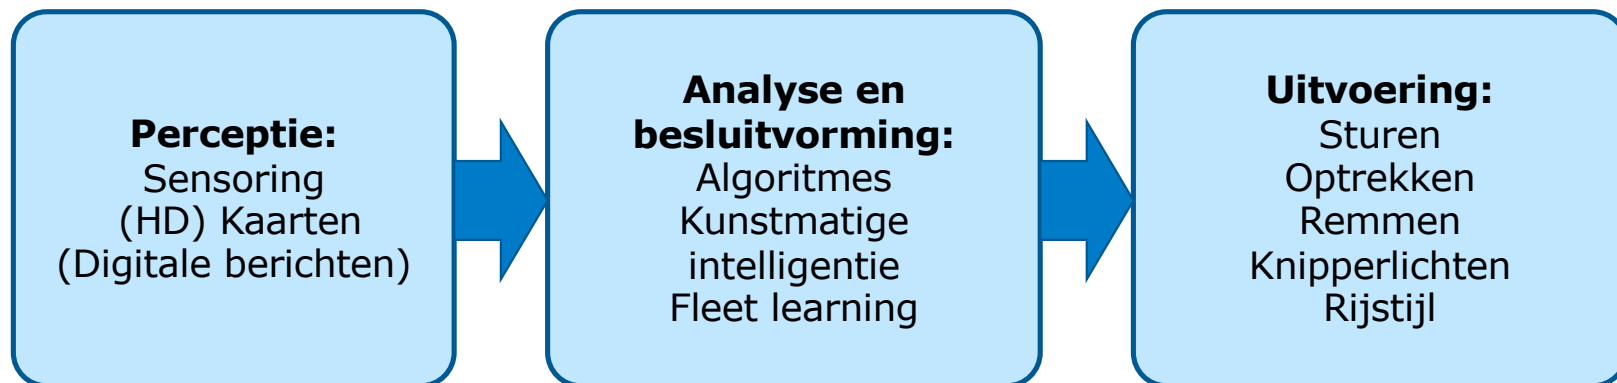 Perceptie:
Sensoring
(HD) Kaarten
(Digitale berichten)
Analyse en
besluitvorming:
Algoritmes
Kunstmatige
intelligentie
Fleet learning
Uitvoering:
Sturen
Optrekken
Remmen
Knipperlichten
Rijstijl